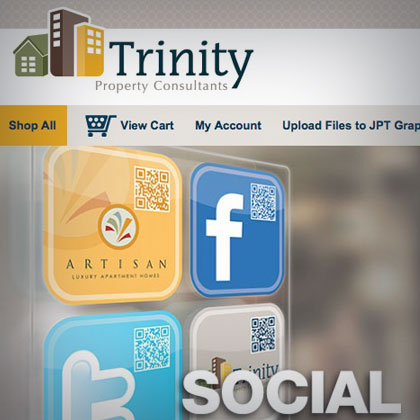 Trinity
Property Consultants
Shop All
View Cart
My Account
Upload Files to JPT Grap
ARTISAN
LUXURY APARTMENT HOMES
f
t
Trinity
SOCIAL